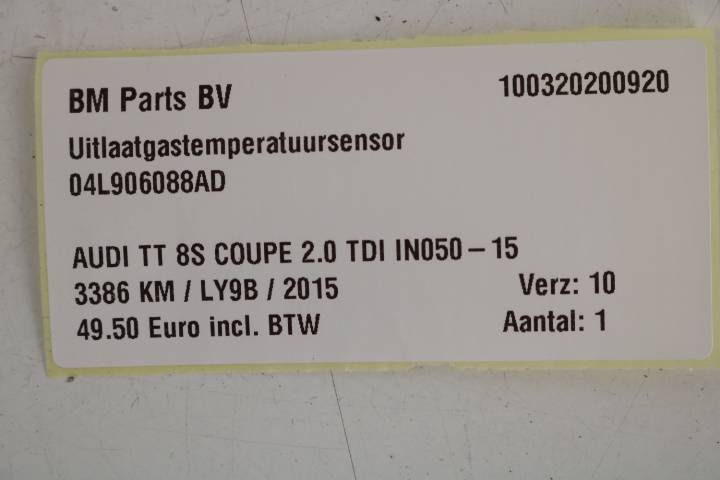 BM Parts BV 100320200920
Uitlaatgastemperatuursensor
04L906088AD
AUDI TT 8S COUPE 2.0 TDI IN050 – 15
3386 KM / LY9B / 2015 Verz: 10
49.50 Euro incl. BTW Aantal: 1